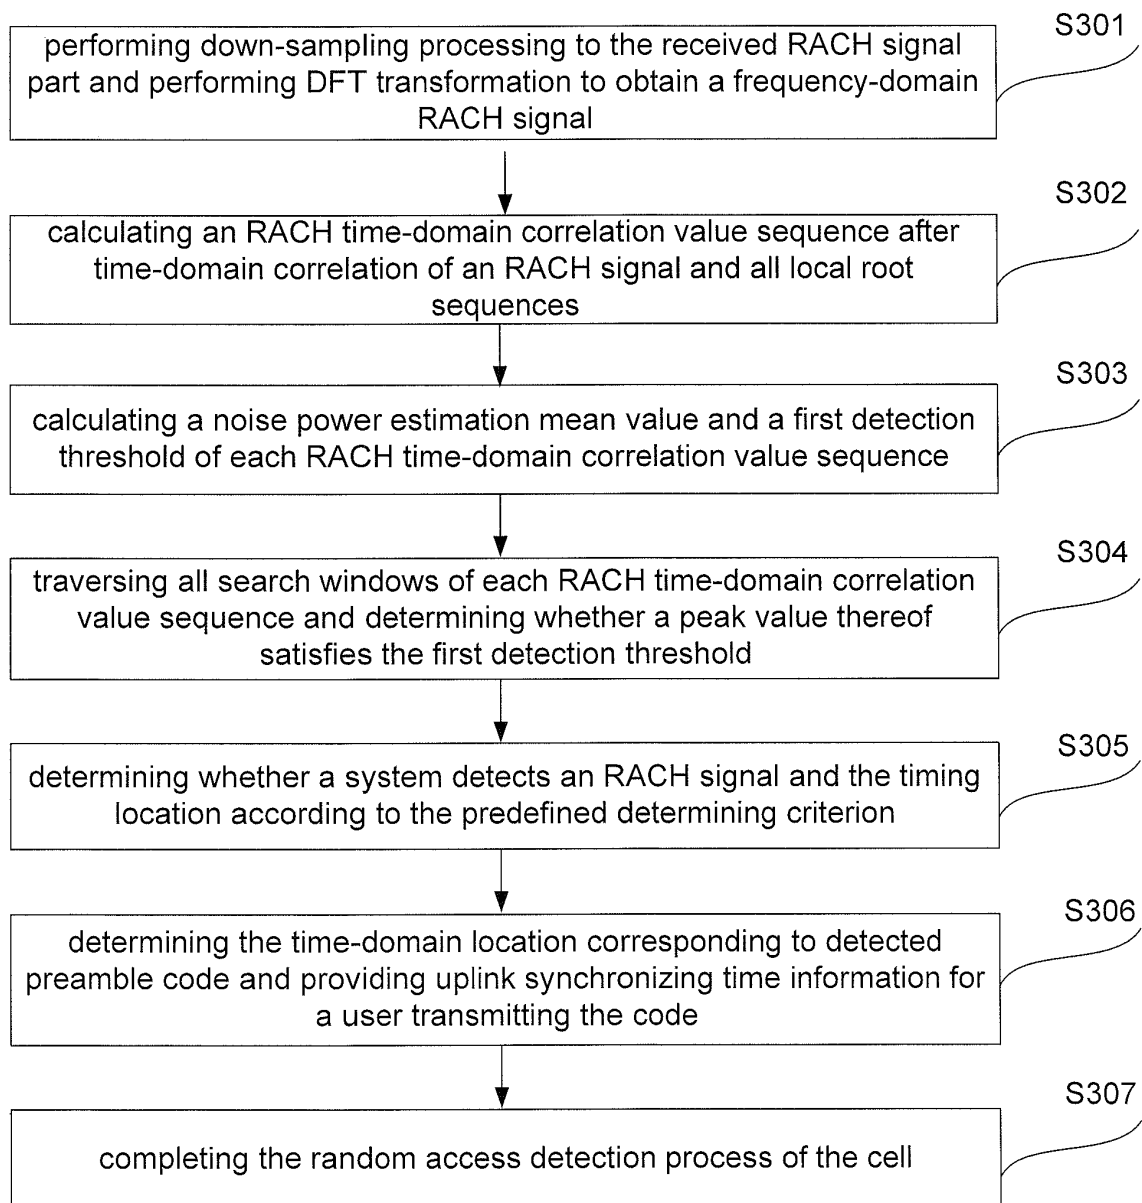 S301
performing down-sampling processing to the received RACH signal
part and performing DFT transformation to obtain a frequency-domain
RACH signal
S302
calculating an RACH time-domain correlation value sequence after
time-domain correlation of an RACH signal and all local root
sequences
S303
calculating a noise power estimation mean value and a first detection
threshold of each RACH time-domain correlation value sequence
S304
traversing all search windows of each RACH time-domain correlation
value sequence and determining whether a peak value thereof
satisfies the first detection threshold
S305
determining whether a system detects an RACH signal and the timing
location according to the predefined determining criterion
S306
determining the time-domain location corresponding to detected
preamble code and providing uplink synchronizing time information for
a user transmitting the code
S307
completing the random access detection process of the cell